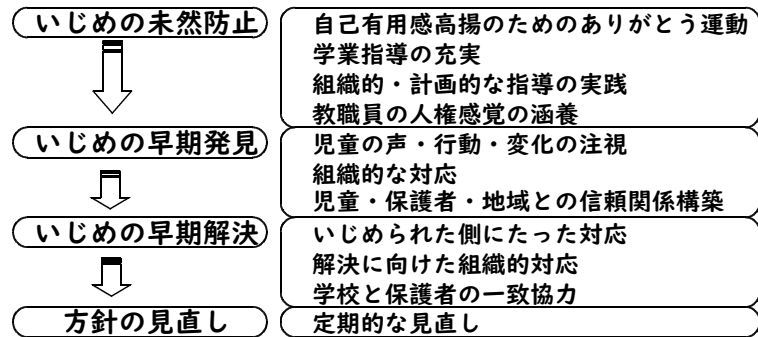 いじめの未然防止
自己有用感高揚のためのありがとう運動
学業指導の充実
組織的・計画的な指導の実践
教職員の人権感覚の涵養
いじめの早期発見
児童の声・行動・変化の注視
組織的な対応
児童・保護者・地域との信頼関係構築
いじめの早期解決
いじめられた側にたった対応
解決に向けた組織的対応
学校と保護者の一致協力
方針の見直し
定期的な見直し